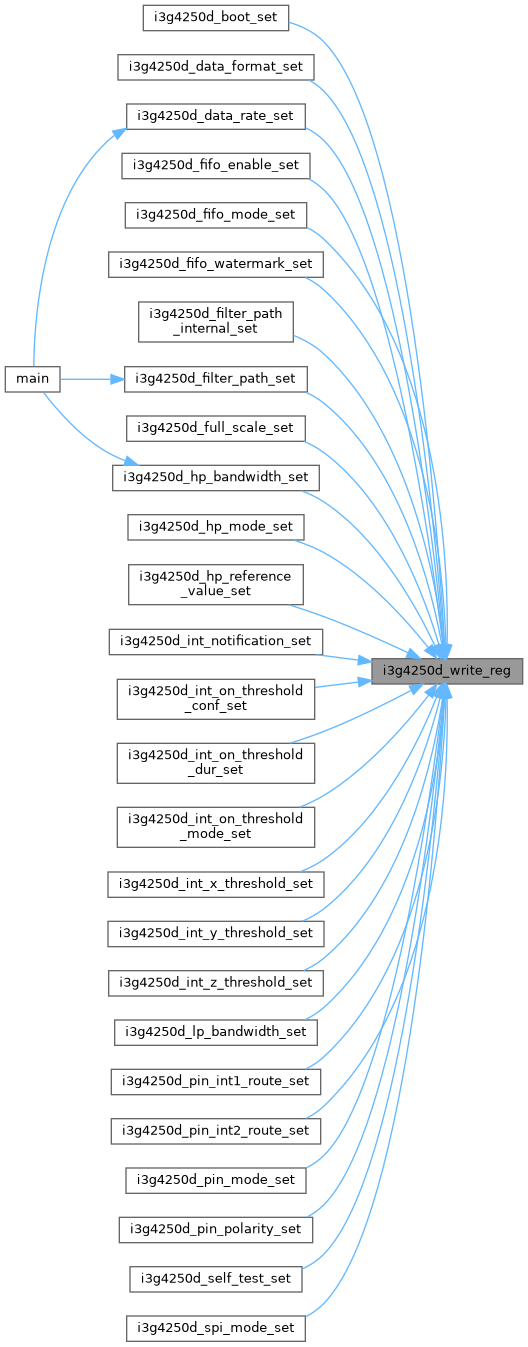 i3g4250d_boot_set
i3g4250d_data_format_set
i3g4250d_data_rate_set
i3g4250d_fifo_enable_set
i3g4250d_fifo_mode_set
i3g4250d_fifo_watermark_set
i3g4250d_filter_path
_internal_set
main
i3g4250d_filter_path_set
i3g4250d_full_scale_set
i3g4250d_hp_bandwidth_set
i3g4250d_hp_mode_set
i3g4250d_hp_reference
_value_set
i3g4250d_int_notification_set
i3g4250d_write_reg
i3g4250d_int_on_threshold
_conf_set
i3g4250d_int_on_threshold
_dur_set
i3g4250d_int_on_threshold
_mode_set
i3g4250d_int_x_threshold_set
i3g4250d_int_y_threshold_set
i3g4250d_int_z_threshold_set
i3g4250d_lp_bandwidth_set
i3g4250d_pin_int1_route_set
i3g4250d_pin_int2_route_set
i3g4250d_pin_mode_set
i3g4250d_pin_polarity_set
i3g4250d_self_test_set
i3g4250d_spi_mode_set